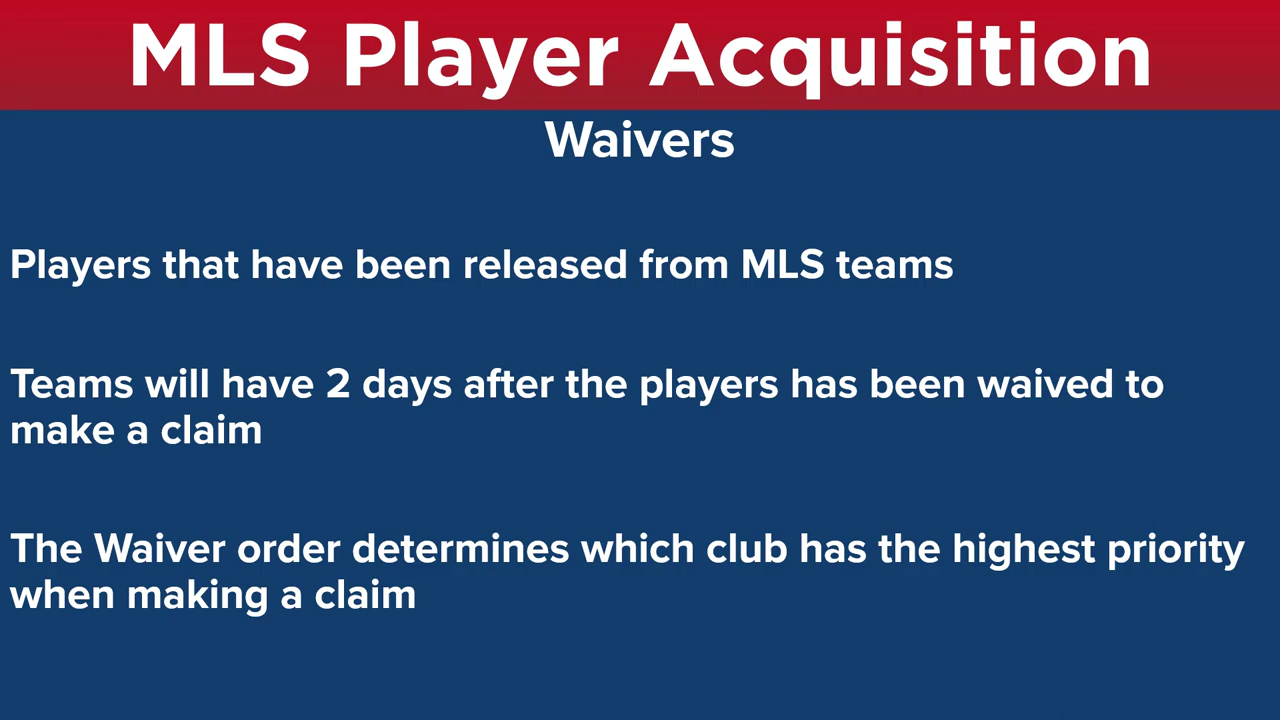 MLS Player Acquisition
Waivers
Players that have been released from MLS teams
Teams will have 2 days after the players has been waived to
make a claim
The Waiver order determines which club has the highest priority
when making a claim